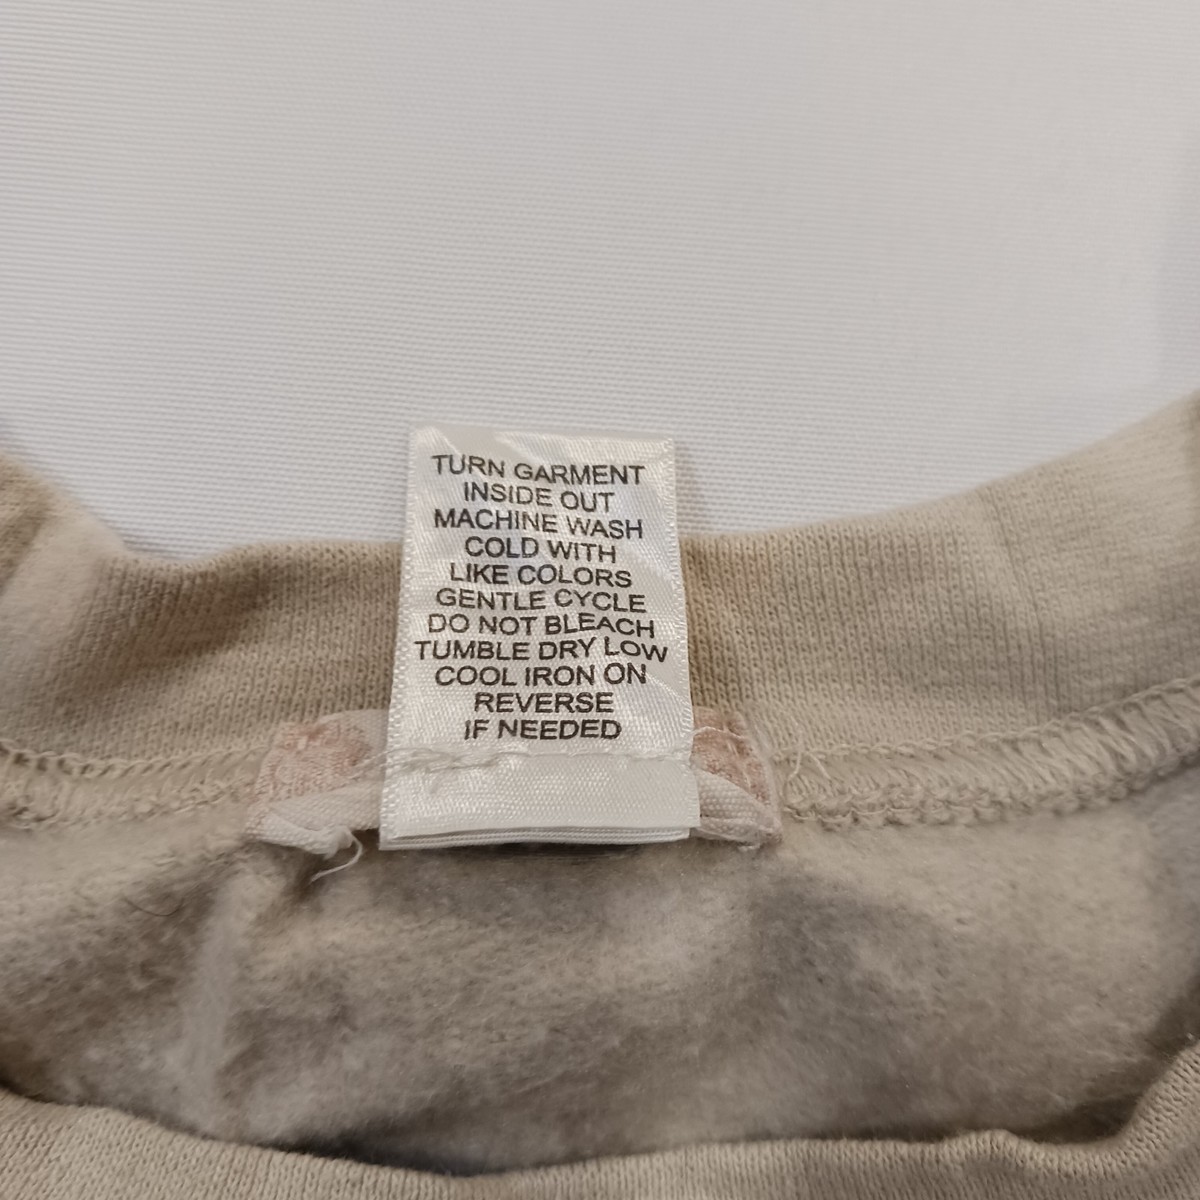 TURN GARMENT
INSIDE OUT
MACHINE WASH
COLD WITH
LIKE COLORS
GENTLE CYCLE
DO NOT BLEACH
TUMBLE DRY LOW
COOL IRON ON
REVERSE
IF NEEDED